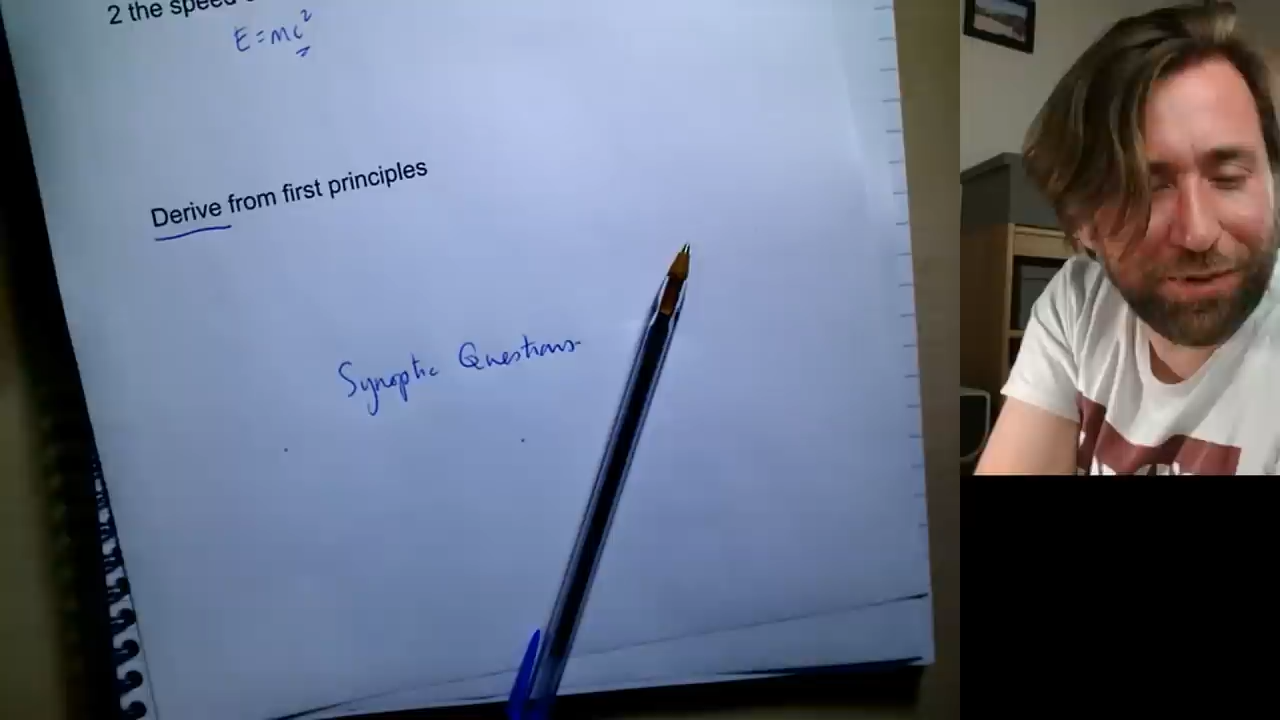 2 the speed
E=mc²
Derive from first principles
Synoptic Questions